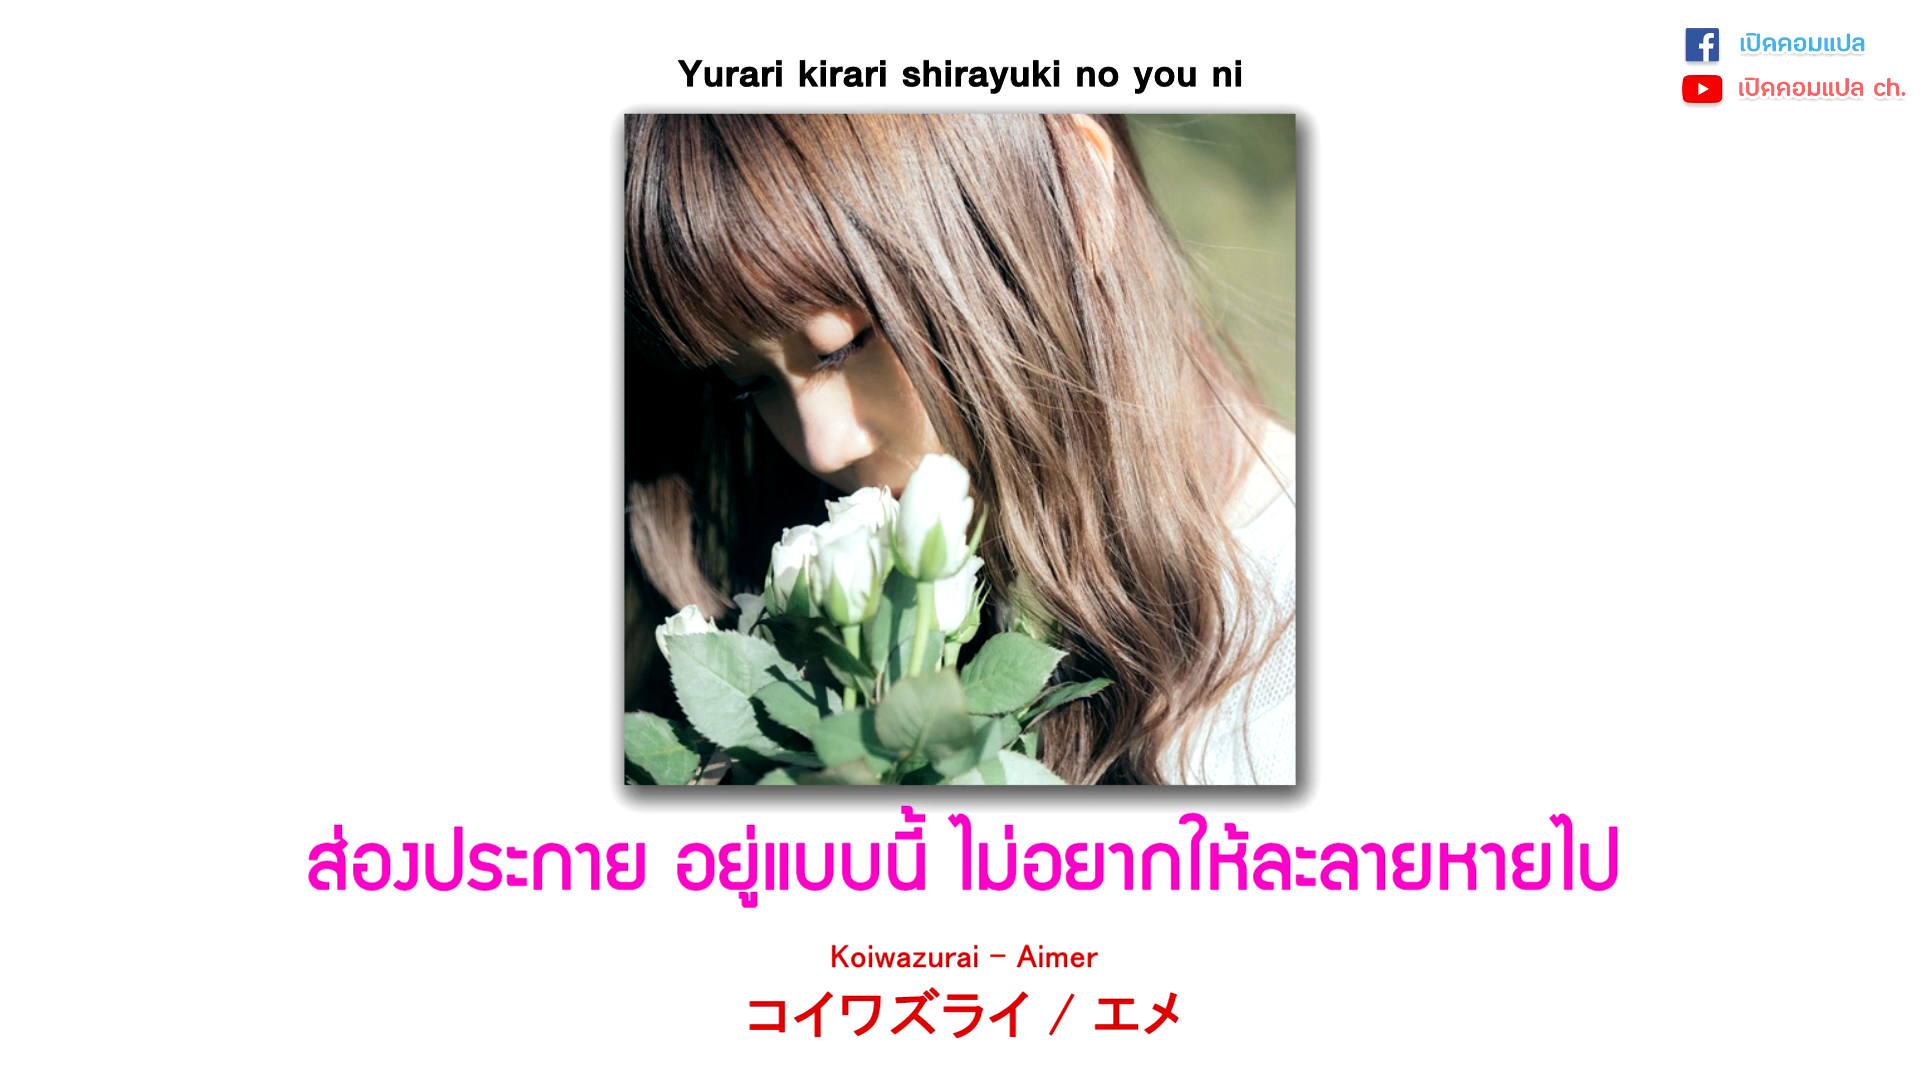 เปิดคอมแปล
เปิดคอมแปล ch.
Yurari kirari shirayuki no you ni
ส่องประกาย อยู่แบบนี้ ไม่อยากให้ละลายหายไป
Koiwazurai - Aimer
コイワズライ / エメ